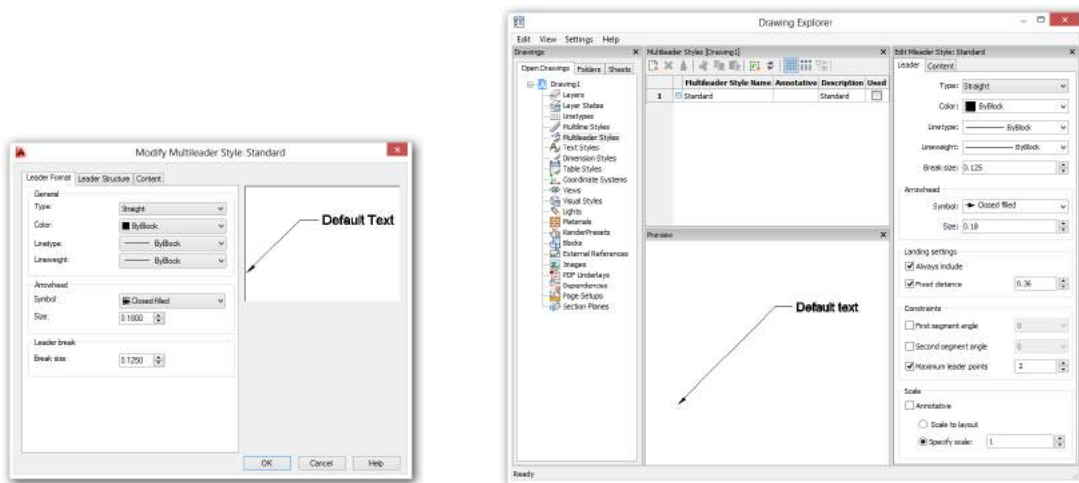 Modify Multileader Style: Standard
Leader Format Leader Structure Content
General
Type: Straight
Color: ByBlock
Linetype: ByBlock
Lineweight: ByBlock
Arrowhead
Symbol: Closed filled
Size: 0.1800
Leader break
Break size: 0.1250
Default Text
OK Cancel Help
Drawing Explorer
Edit View Settings Help
Drawings
Open Drawings Folders Sheets
Drawing1
Layers
Layer States
Linetypes
Multiline Styles
Multileader Styles
Text Styles
Dimension Styles
Table Styles
Coordinate Systems
Views
Visual Styles
Lights
Materials
RenderPresets
Blocks
External References
Images
PDF Underlays
Dependencies
Page Setups
Section Planes
Multileader Styles [Drawing1]
Multileader Style Name Annotative Description Used
1 Standard Standard
Preview
Default text
Edit Mleader Style: Standard
Leader Content
Type: Straight
Color: ByBlock
Linetype: ByBlock
Lineweight: ByBlock
Break size: 0.125
Arrowhead
Symbol: Closed filled
Size: 0.18
Landing settings
Always include
Fixed distance 0.36
Constraints
First segment angle 0
Second segment angle 0
Maximum leader points 2
Scale
Annotative
Scale to layout
Specify scale: 1
Ready